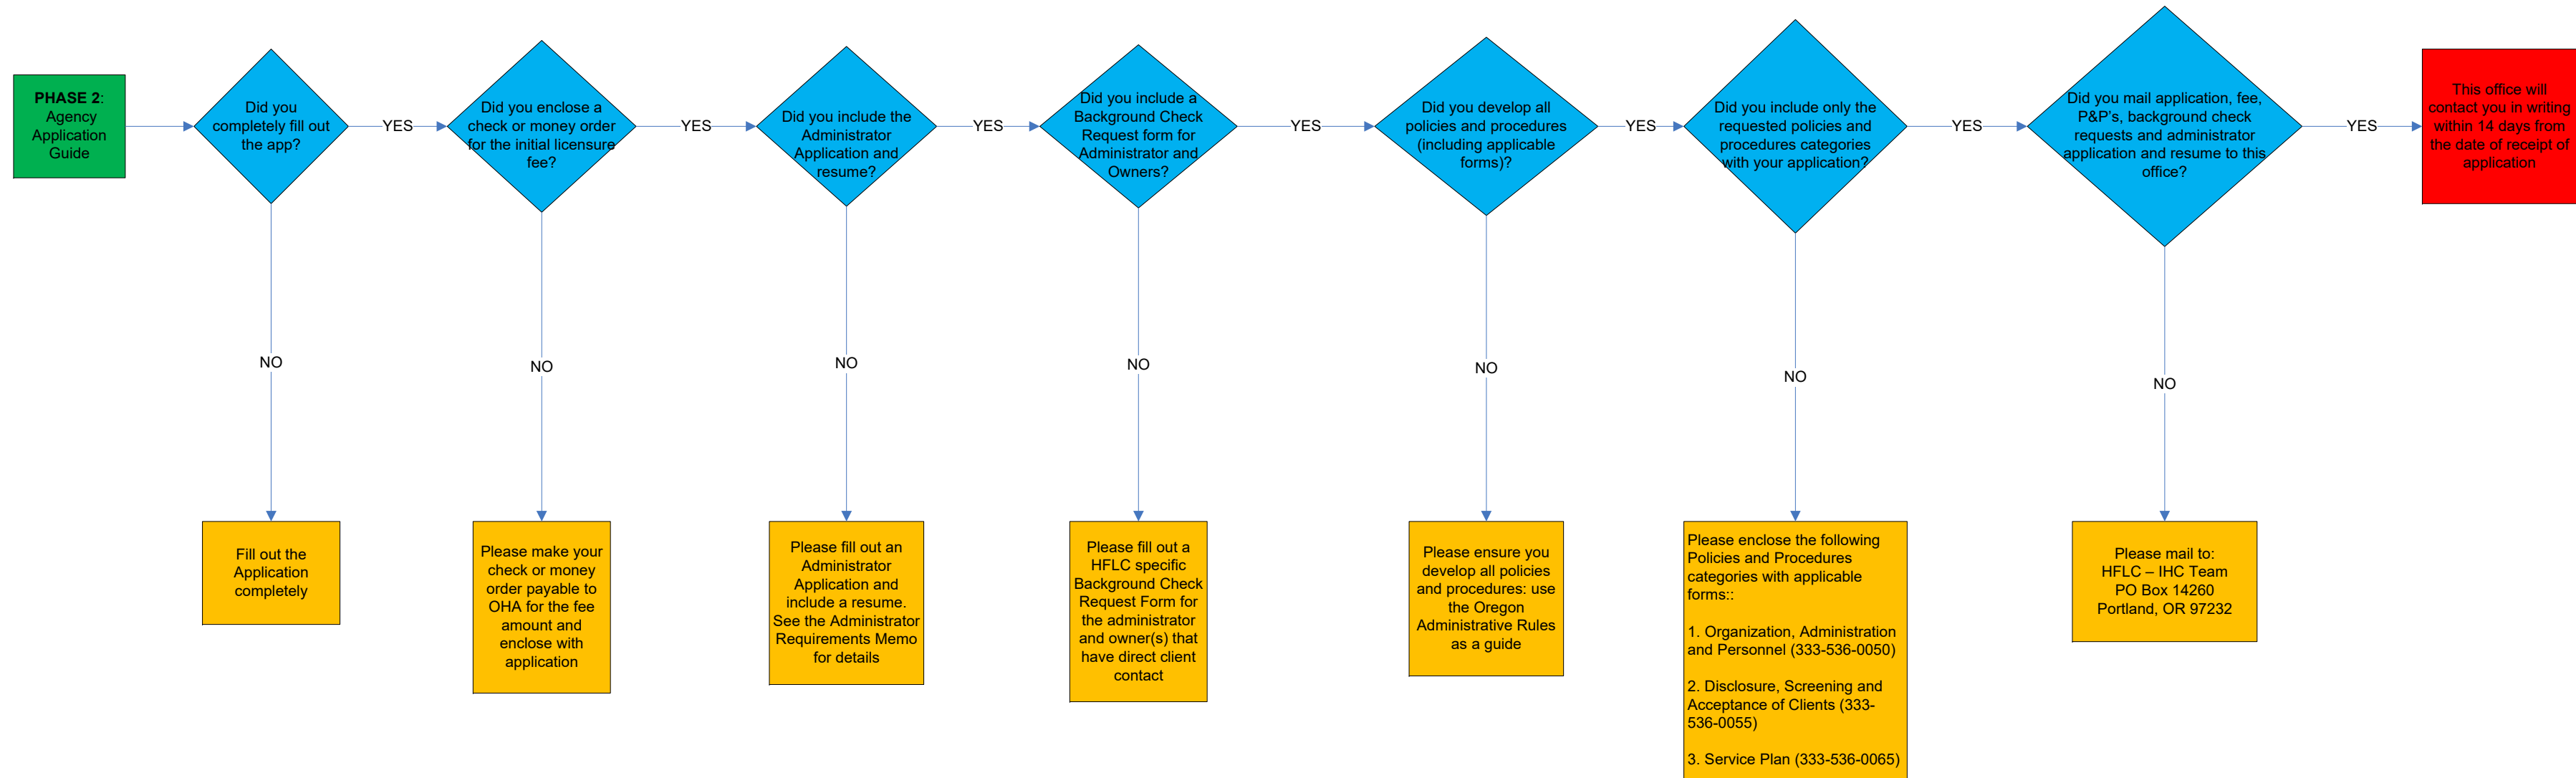 PHASE 2:
Agency
Application
Guide
Did you
completely fill out
the app?
YES
Did you enclose a
check or money order
for the initial licensure
fee?
YES
Did you include the
Administrator
Application and
resume?
YES
Did you include a
Background Check
Request form for
Administrator and
Owners?
YES
Did you develop all
policies and procedures
(including applicable
forms)?
YES
Did you include only the
requested policies and
procedures categories
with your application?
YES
Did you mail application, fee,
P&P's, background check
requests and administrator
application and resume to this
office?
YES
This office will
contact you in writing
within 14 days from
the date of receipt of
application
NO
NO
NO
NO
NO
NO
NO
Fill out the
Application
completely
Please make your
check or money
order payable to
OHA for the fee
amount and
enclose with
application
Please fill out an
Administrator
Application and
include a resume.
See the Administrator
Requirements Memo
for details
Please fill out a
HFLC specific
Background Check
Request Form for
the administrator
and owner(s) that
have direct client
contact
Please ensure you
develop all policies
and procedures: use
the Oregon
Administrative Rules
as a guide
Please enclose the following
Policies and Procedures
categories with applicable
forms::
1. Organization, Administration
and Personnel (333-536-0050)
2. Disclosure, Screening and
Acceptance of Clients (333-
536-0055)
3. Service Plan (333-536-0065)
Please mail to:
HFLC – IHC Team
PO Box 14260
Portland, OR 97232